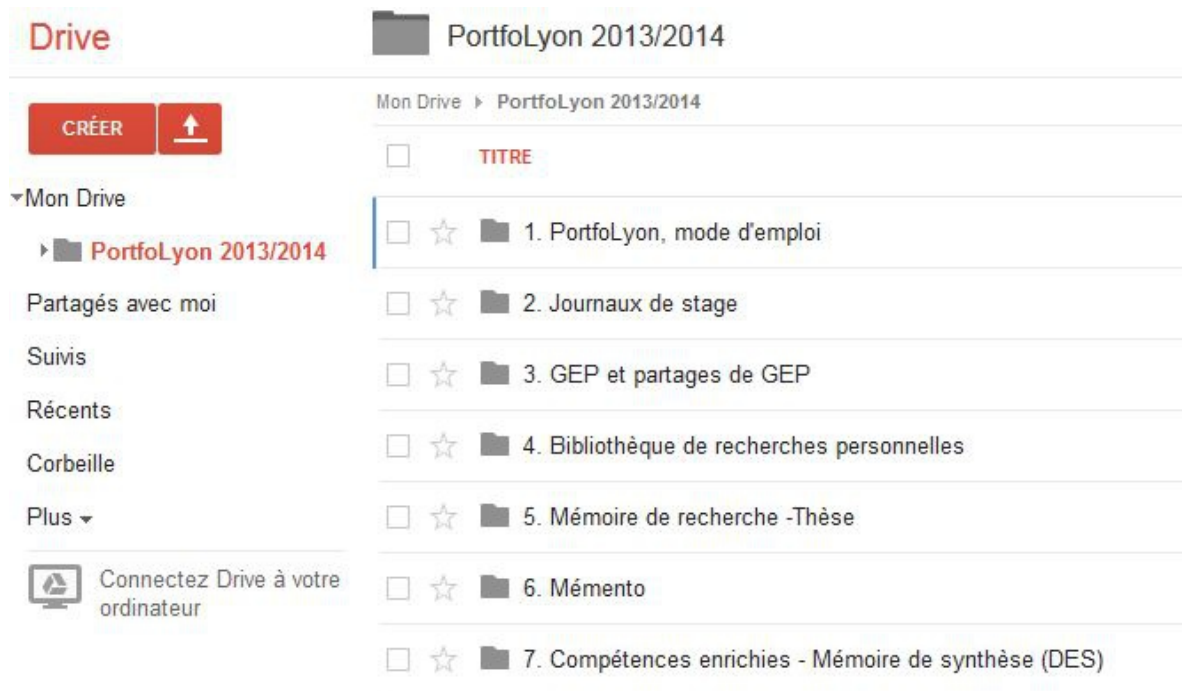 Drive
PortfoLyon 2013/2014
CRÉER
Mon Drive
PortfoLyon 2013/2014
Partagés avec moi
Suivis
Récents
Corbeille
Plus
Connectez Drive à votre
ordinateur
Mon Drive PortfoLyon 2013/2014
TITRE
1. PortfoLyon, mode d'emploi
2. Journaux de stage
3. GEP et partages de GEP
4. Bibliothèque de recherches personnelles
5. Mémoire de recherche -Thèse
6. Mémento
7. Compétences enrichies - Mémoire de synthèse (DES)